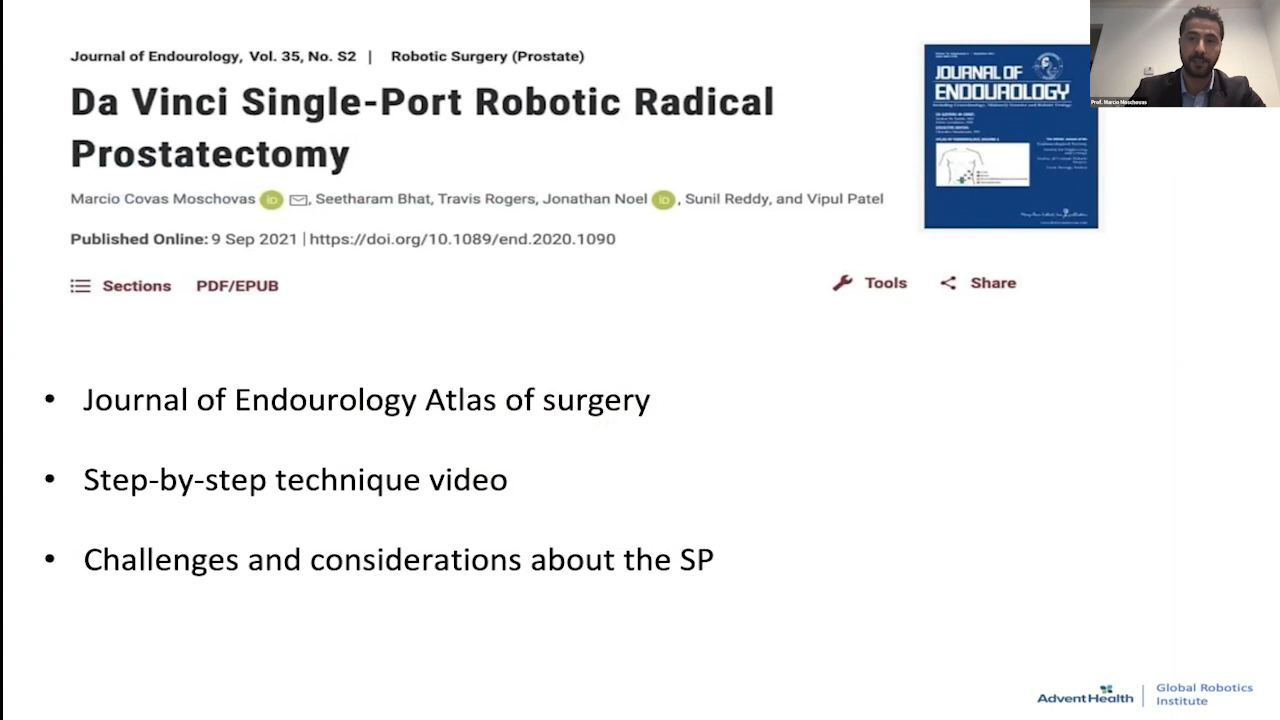 Journal of Endourology, Vol. 35, No. S2 | Robotic Surgery (Prostate)
Da Vinci Single-Port Robotic Radical
Prostatectomy
Marcio Covas Moschovas iD, Seetharam Bhat, Travis Rogers, Jonathan Noel iD, Sunil Reddy, and Vipul Patel
Published Online: 9 Sep 2021 | https://doi.org/10.1089/end.2020.1090
Sections PDF/EPUB
Tools Share
JOURNAL OF
ENDOUROLOGY
Prof. Marcio Moschovas
• Journal of Endourology Atlas of surgery
• Step-by-step technique video
• Challenges and considerations about the SP
AdventHealth | Global Robotics
Institute